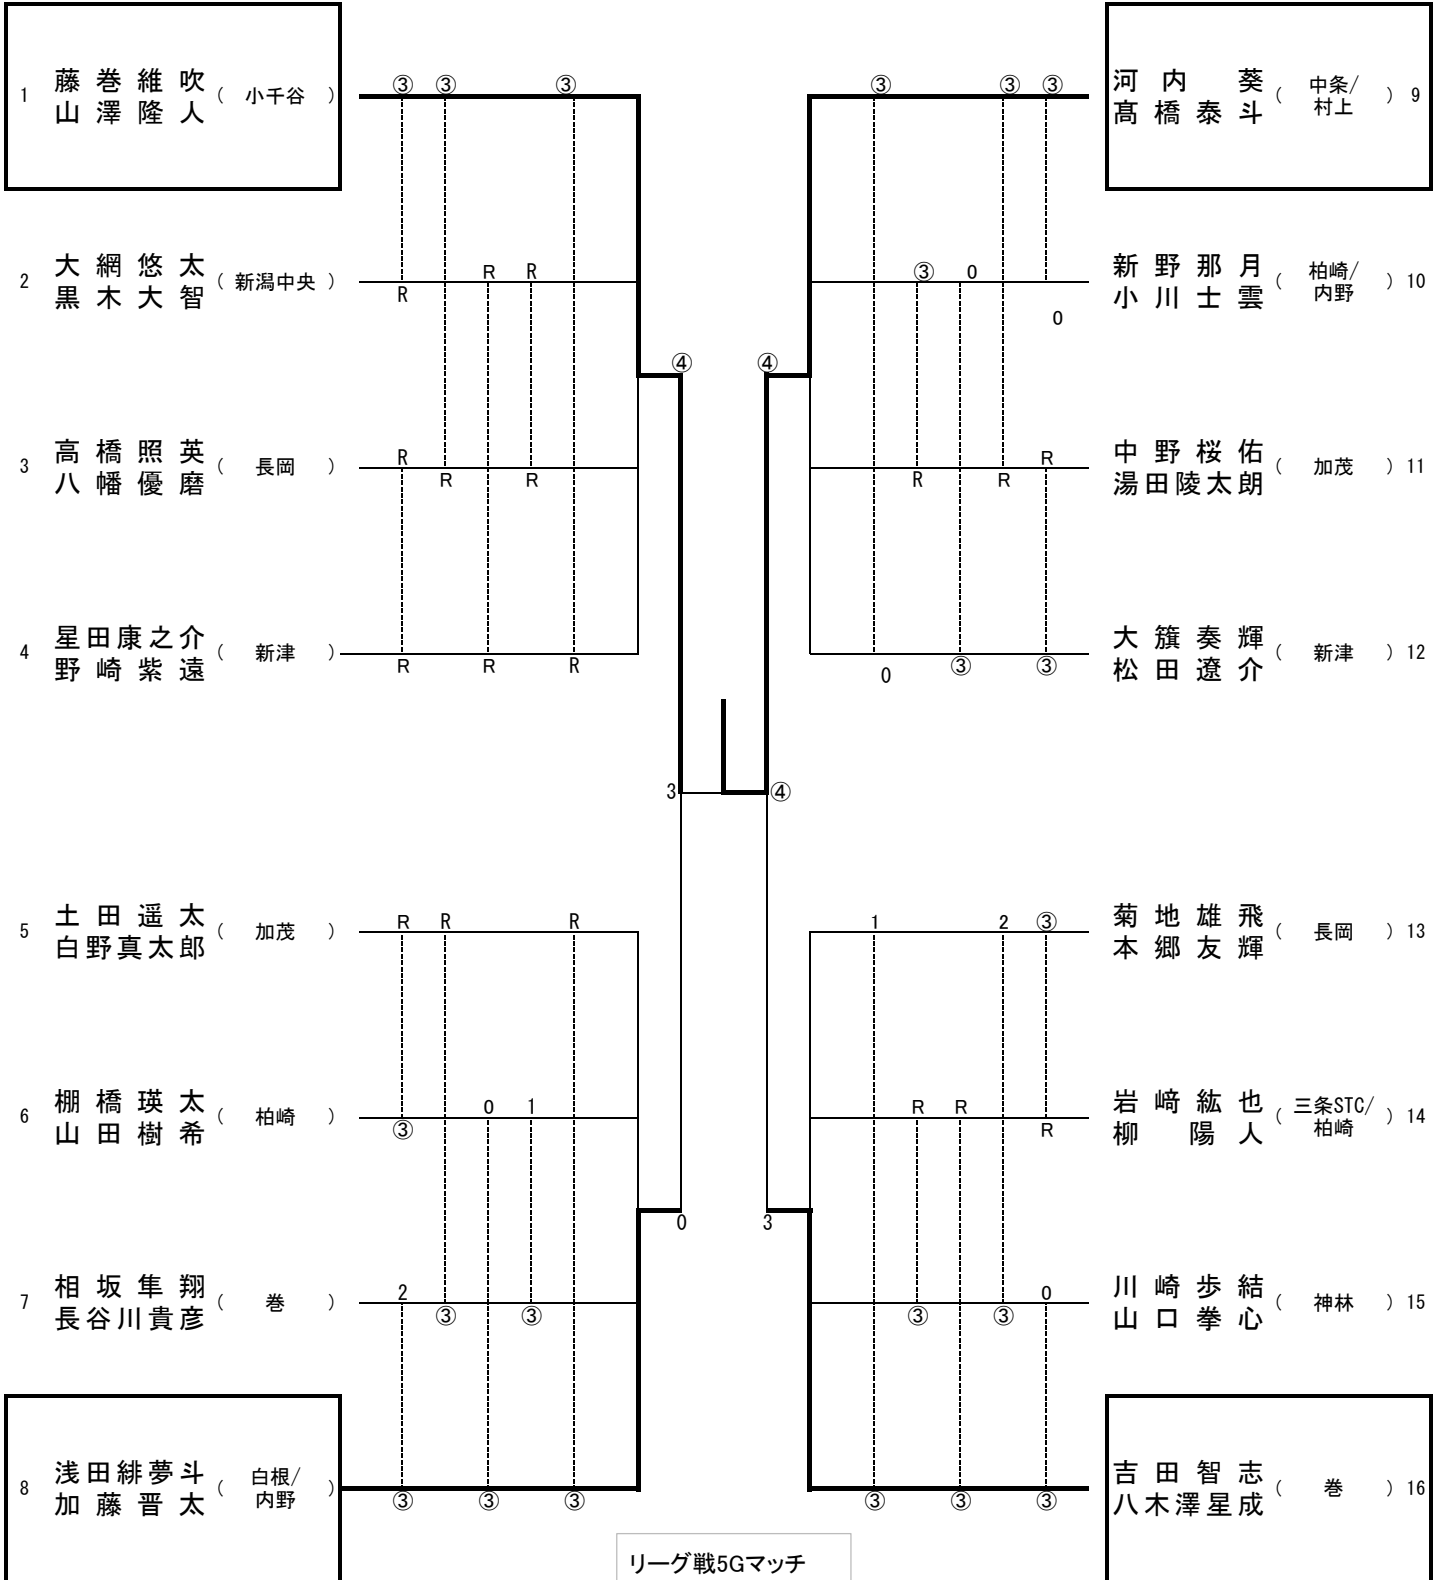 1 藤巻維吹 山澤隆人 ( 小千谷 )
③ ③ ③
2 大網悠太 黒木大智 ( 新潟中央 )
R R R
3 高橋照英 八幡優磨 ( 長岡 )
R R R
4 星田康之介 野崎紫遠 ( 新津 )
R R R
5 土田遥太 白野真太郎 ( 加茂 )
R R R
6 棚橋瑛太 山田樹希 ( 柏崎 )
③ 0 1
7 相坂隼翔 長谷川貴彦 ( 巻 )
2 ③ ③
8 浅田緋夢斗 加藤晋太 ( 白根/内野 )
③ ③ ③
④ ④
3 ④
0 3
河内葵 髙橋泰斗 ( 中条/村上 ) 9
③ ③ ③
新野那月 小川士雲 ( 柏崎/内野 ) 10
③ 0 0
中野桜佑 湯田陵太朗 ( 加茂 ) 11
R R R
大籏奏輝 松田遼介 ( 新津 ) 12
0 ③ ③
菊地雄飛 本郷友輝 ( 長岡 ) 13
1 2 ③
岩﨑紘也 柳陽人 ( 三条STC/柏崎 ) 14
R R R
川崎歩結 山口拳心 ( 神林 ) 15
③ ③ 0
吉田智志 八木澤星成 ( 巻 ) 16
③ ③ ③
リーグ戦5Gマッチ